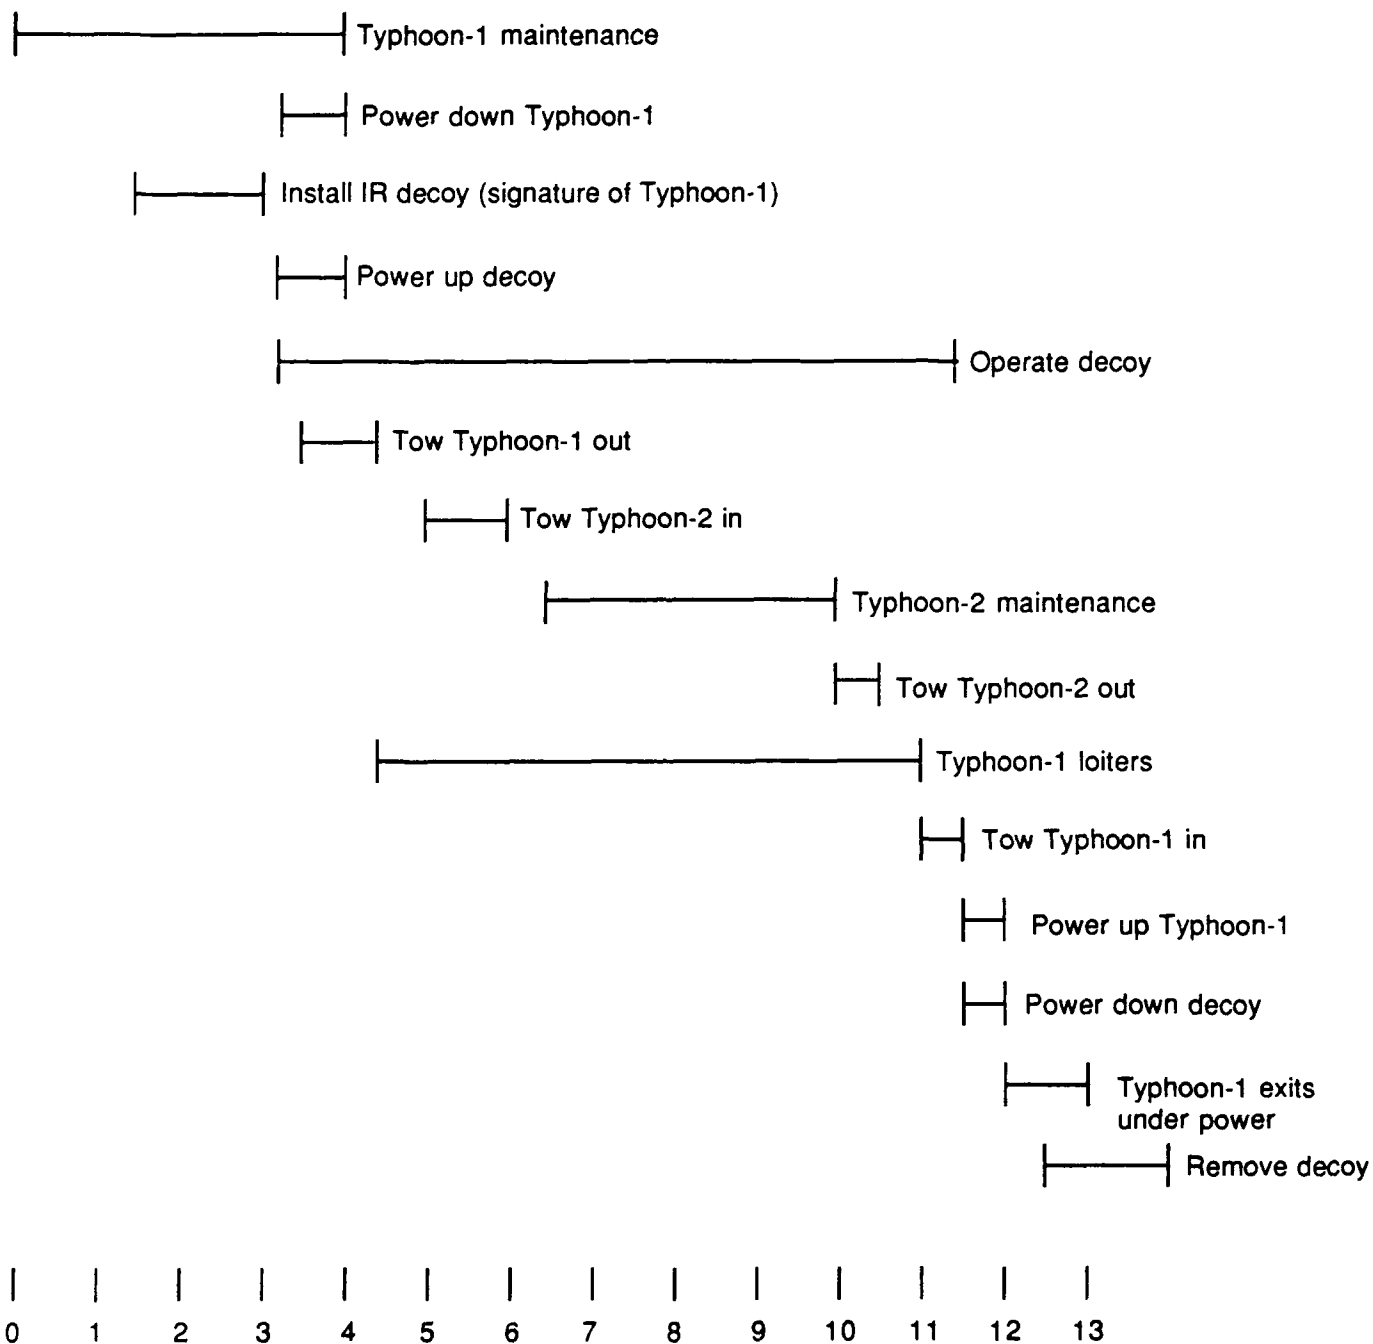 Typhoon-1 maintenance
Power down Typhoon-1
Install IR decoy (signature of Typhoon-1)
Power up decoy
Operate decoy
Tow Typhoon-1 out
Tow Typhoon-2 in
Typhoon-2 maintenance
Tow Typhoon-2 out
Typhoon-1 loiters
Tow Typhoon-1 in
Power up Typhoon-1
Power down decoy
Typhoon-1 exits
under power
Remove decoy
0 1 2 3 4 5 6 7 8 9 10 11 12 13